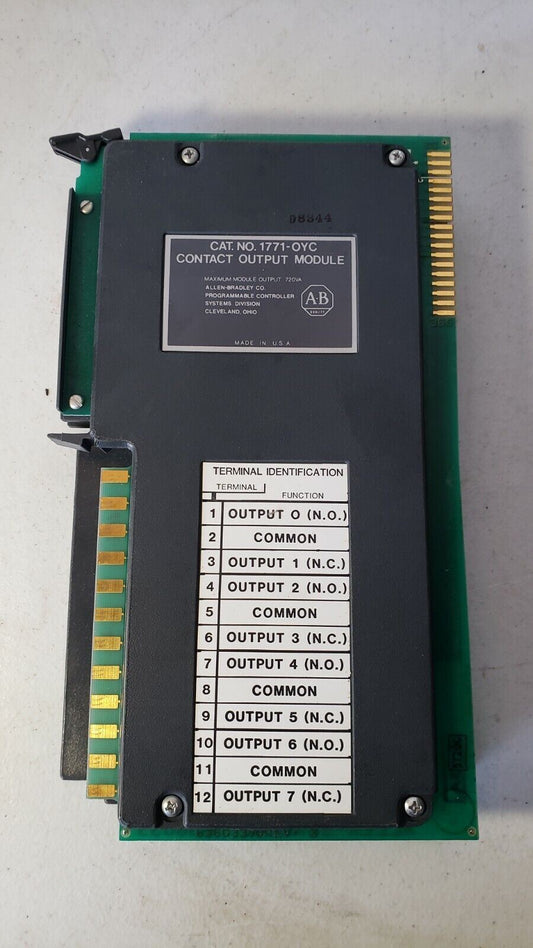 08344
CAT. NO. 1771-OYC
CONTACT OUTPUT MODULE
MAXIMUM MODULE OUTPUT 720VA
ALLEN-BRADLEY CO.
PROGRAMMABLE CONTROLLER
SYSTEMS DIVISION
CLEVELAND, OHIO
A-B
QUALITY
MADE IN U.S.A
TERMINAL IDENTIFICATION
TERMINAL
FUNCTION
1 OUTPUT 0 (N.O.)
2 COMMON
3 OUTPUT 1 (N.C.)
4 OUTPUT 2 (N.O.)
5 COMMON
6 OUTPUT 3 (N.C.)
7 OUTPUT 4 (N.O.)
8 COMMON
9 OUTPUT 5 (N.C.)
10 OUTPUT 6 (N.O.)
11 COMMON
12 OUTPUT 7 (N.C.)